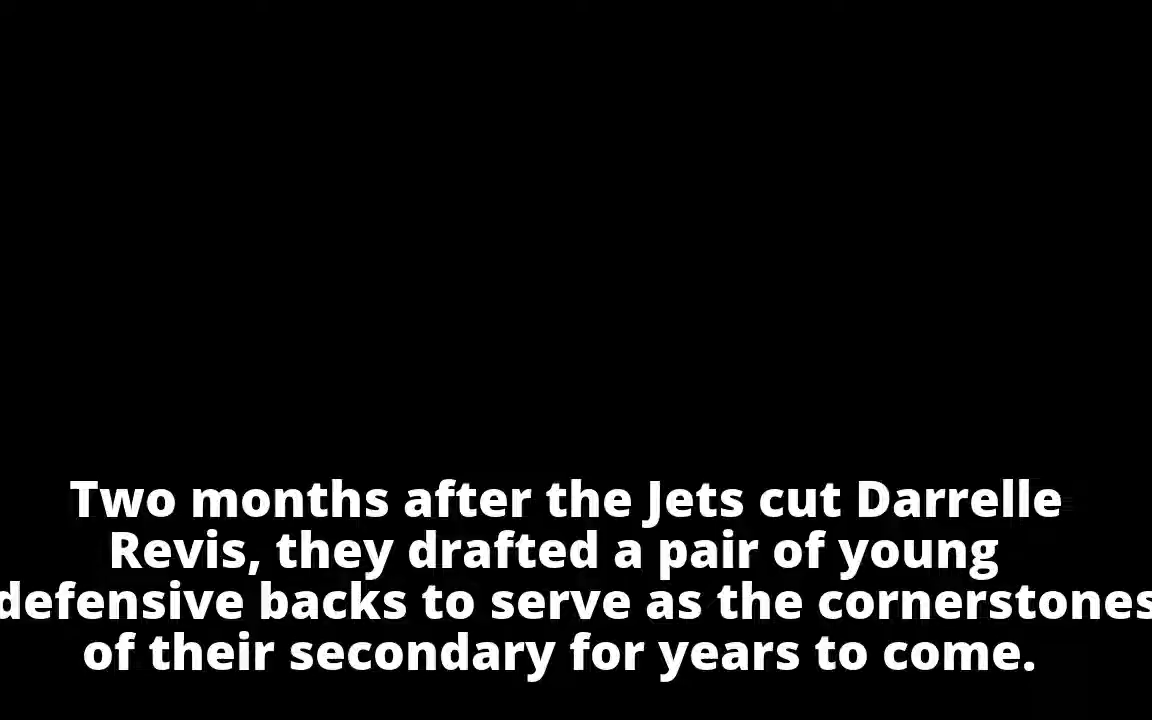 Two months after the Jets cut Darrelle
Revis, they drafted a pair of young
defensive backs to serve as the cornerstones
of their secondary for years to come.